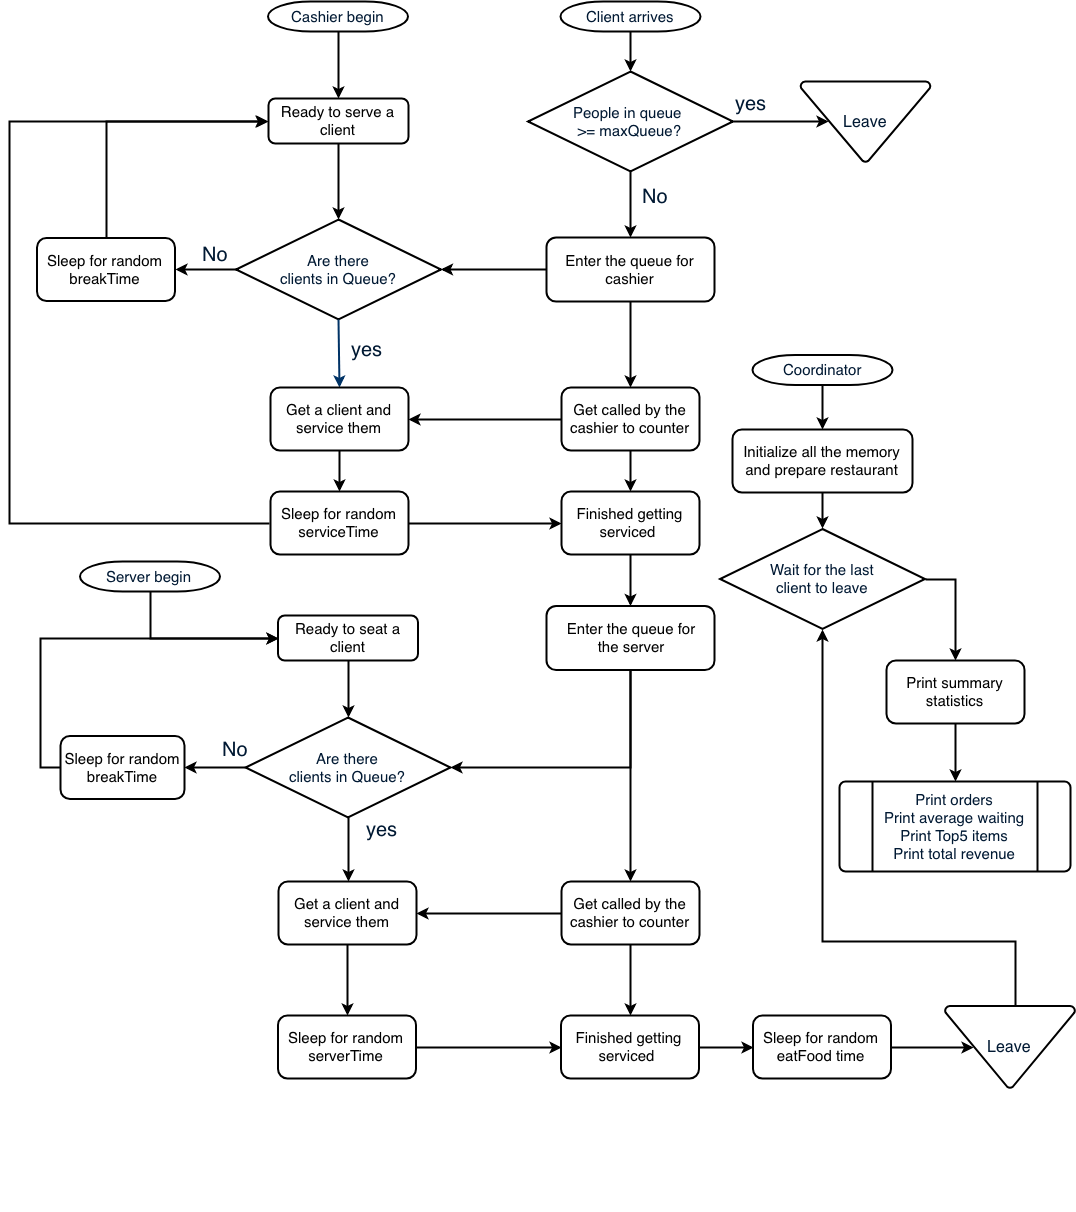 Cashier begin
Client arrives
Ready to serve a
client
People in queue
>= maxQueue?
yes
Leave
No
Sleep for random
breakTime
No
Are there
clients in Queue?
Enter the queue for
cashier
yes
Coordinator
Get a client and
service them
Get called by the
cashier to counter
Initialize all the memory
and prepare restaurant
Sleep for random
serviceTime
Finished getting
serviced
Wait for the last
client to leave
Server begin
Ready to seat a
client
Enter the queue for
the server
Print summary
statistics
Sleep for random
breakTime
No
Are there
clients in Queue?
yes
Print orders
Print average waiting
Print Top5 items
Print total revenue
Get a client and
service them
Get called by the
cashier to counter
Sleep for random
serverTime
Finished getting
serviced
Sleep for random
eatFood time
Leave